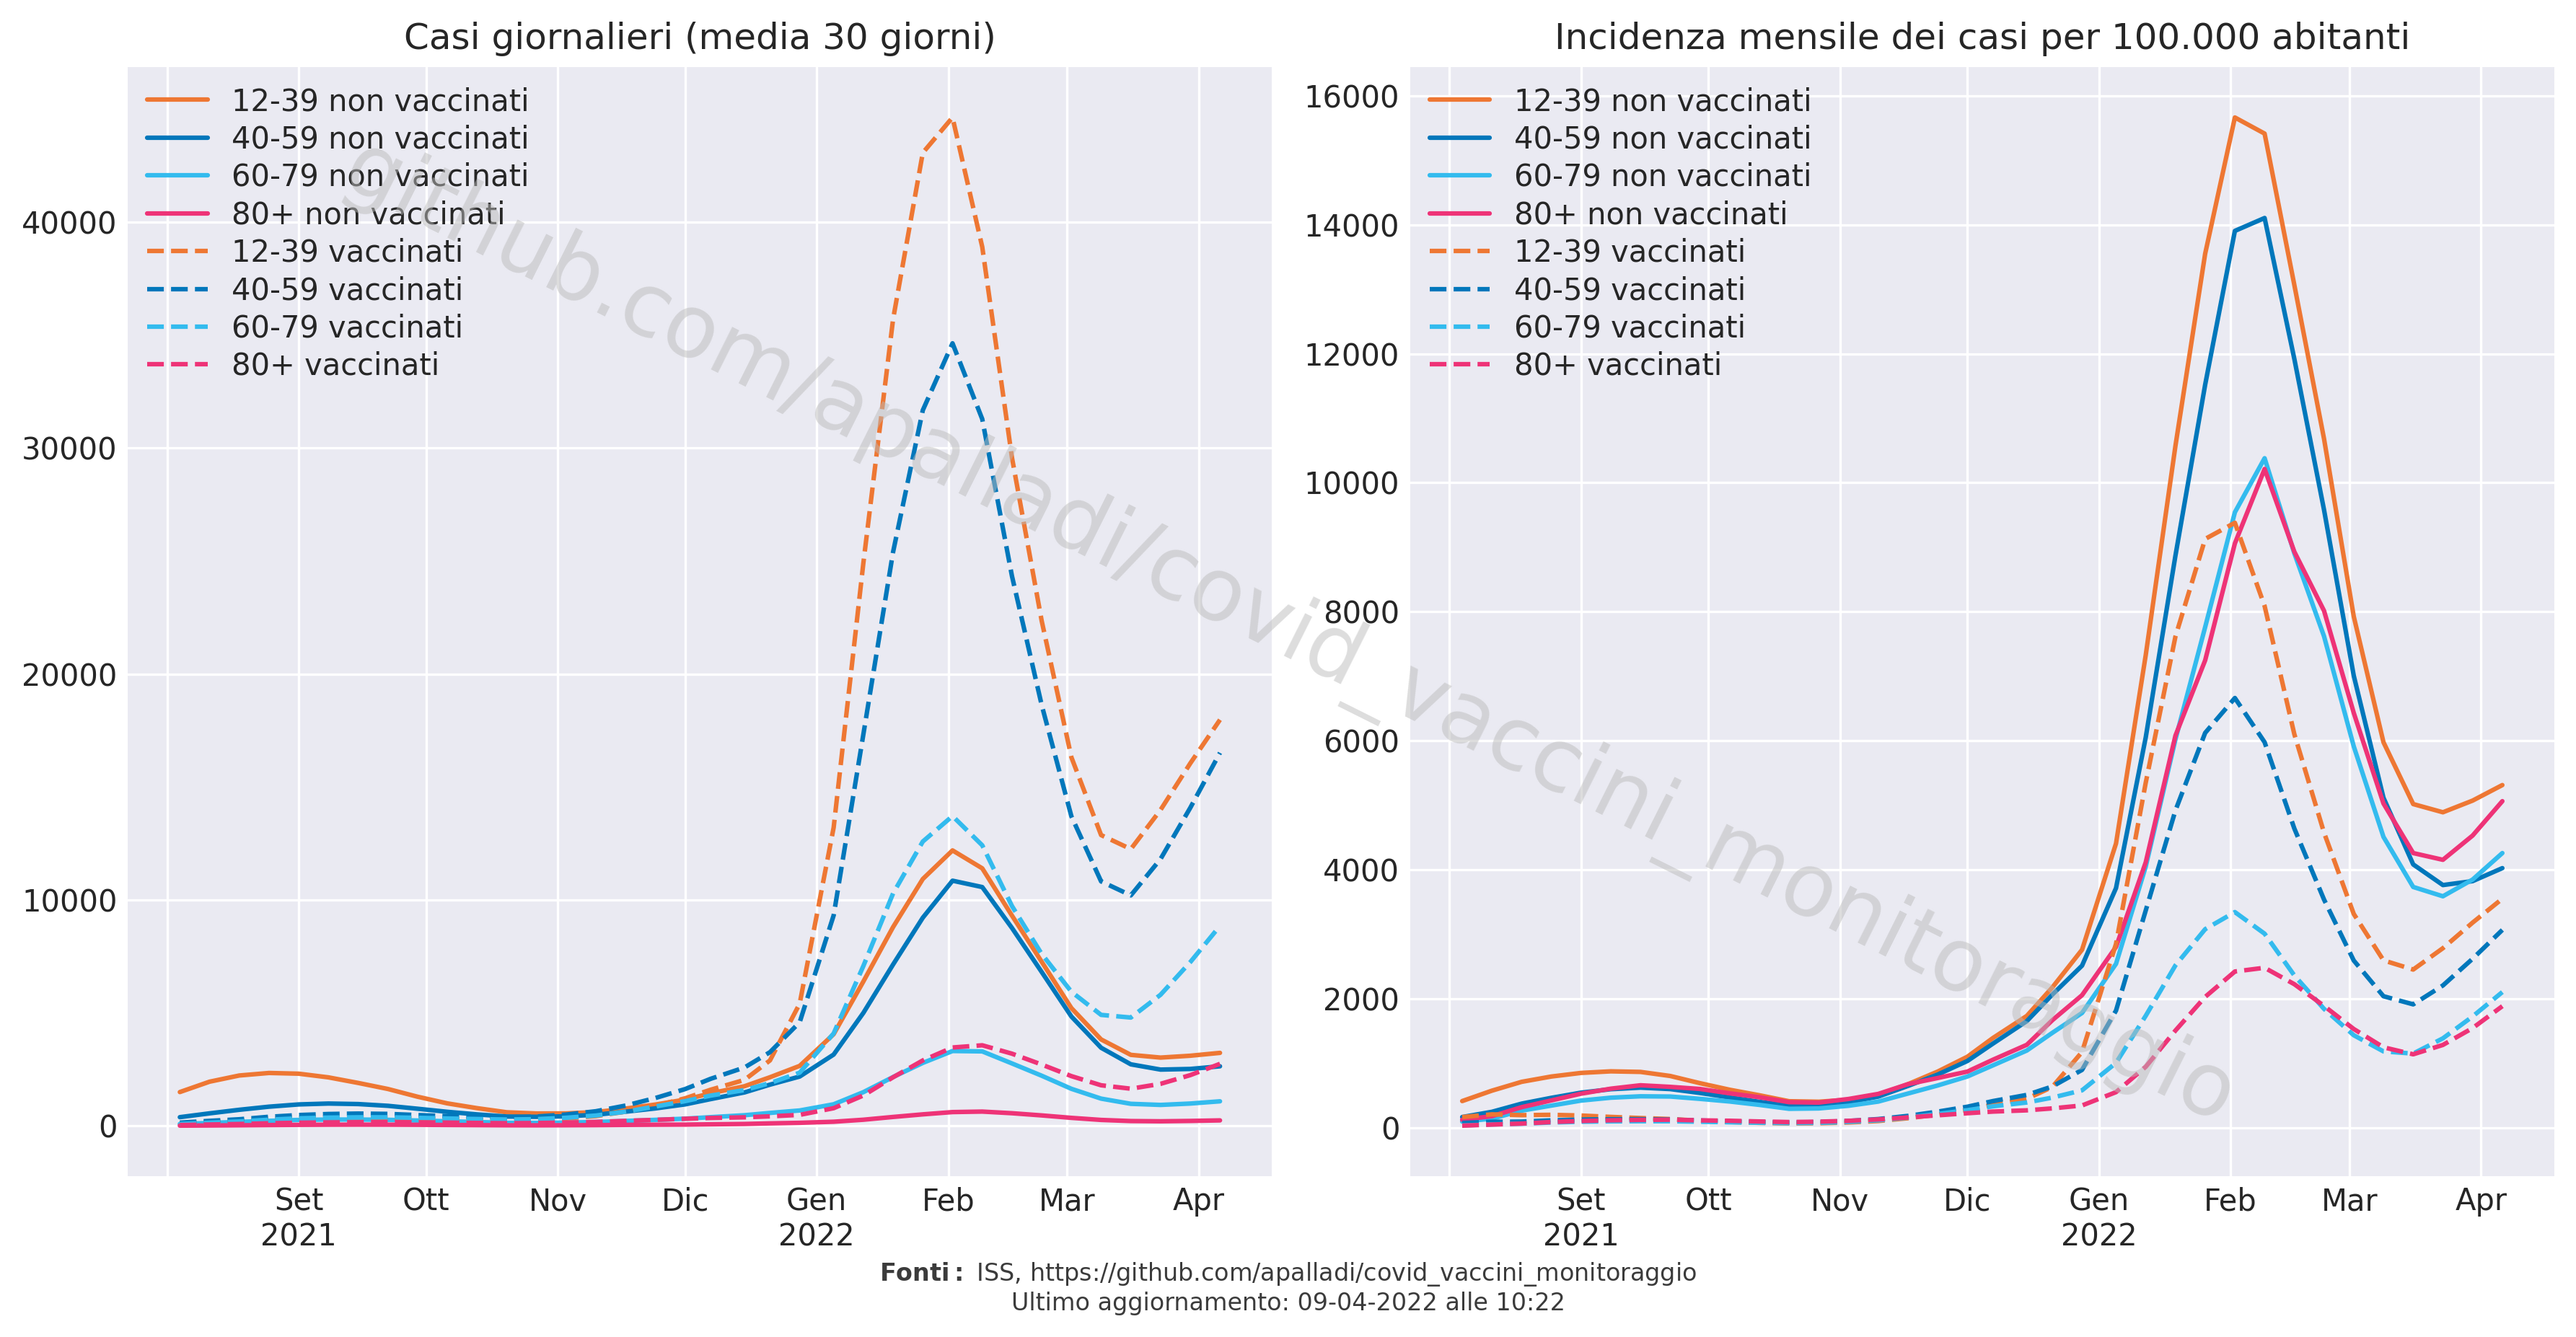 Casi giornalieri (media 30 giorni)
12-39 non vaccinati
40-59 non vaccinati
60-79 non vaccinati
80+ non vaccinati
12-39 vaccinati
40-59 vaccinati
60-79 vaccinati
80+ vaccinati
40000
30000
20000
10000
0
Set
2021
Ott
Nov
Dic
Gen
2022
Feb
Mar
Apr
Incidenza mensile dei casi per 100.000 abitanti
12-39 non vaccinati
40-59 non vaccinati
60-79 non vaccinati
80+ non vaccinati
12-39 vaccinati
40-59 vaccinati
60-79 vaccinati
80+ vaccinati
16000
14000
12000
10000
8000
6000
4000
2000
0
Set
2021
Ott
Nov
Dic
Gen
2022
Feb
Mar
Apr
github.com/apalladi/covid_vaccini_monitoraggio
Fonti: ISS, https://github.com/apalladi/covid_vaccini_monitoraggio
Ultimo aggiornamento: 09-04-2022 alle 10:22